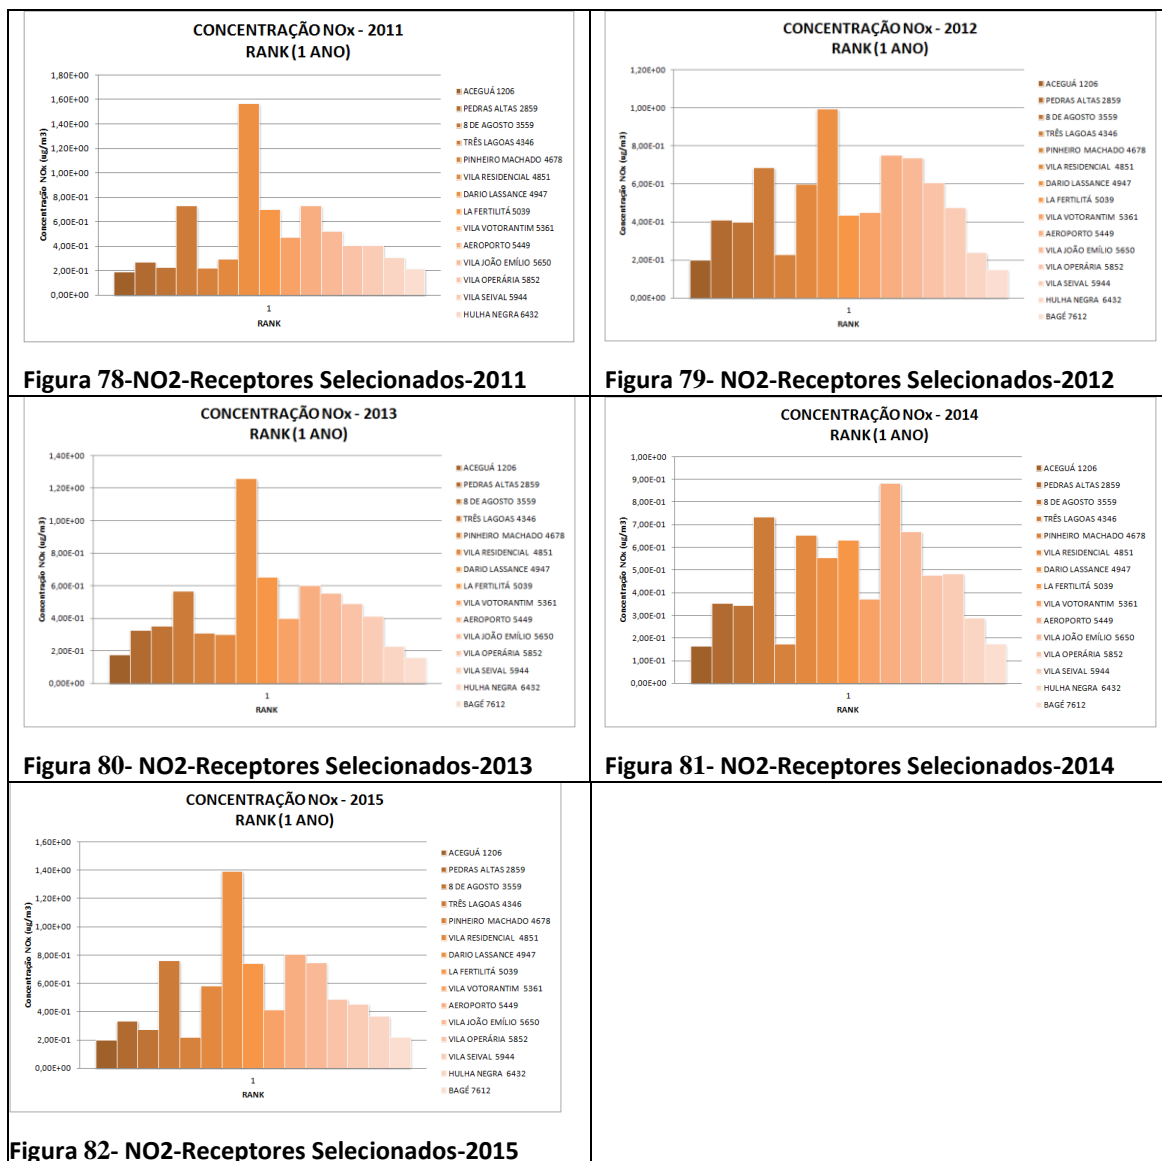 CONCENTRAÇÃO NOx - 2011
RANK (1 ANO)
1,80E+00
1,60E+00
1,40E+00
1,20E+00
1,00E+00
8,00E-01
6,00E-01
4,00E-01
2,00E-01
0,00E+00
Concentração NOx (ug/m3)
1
RANK
ACEGUÁ 1206
PEDRAS ALTAS 2859
8 DE AGOSTO 3559
TRÊS LAGOAS 4346
PINHEIRO MACHADO 4678
VILA RESIDENCIAL 4851
DARIO LASSANCE 4947
LA FERTILITÁ 5039
VILA VOTORANTIM 5361
AEROPORTO 5449
VILA JOÃO EMÍLIO 5650
VILA OPERÁRIA 5852
VILA SEIVAL 5944
HULHA NEGRA 6432
Figura 78-NO2-Receptores Selecionados-2011
CONCENTRAÇÃO NOx - 2012
RANK (1 ANO)
1,20E+00
1,00E+00
8,00E-01
6,00E-01
4,00E-01
2,00E-01
0,00E+00
Concentração NOx (ug/m3)
1
RANK
ACEGUÁ 1206
PEDRAS ALTAS 2859
8 DE AGOSTO 3559
TRÊS LAGOAS 4346
PINHEIRO MACHADO 4678
VILA RESIDENCIAL 4851
DARIO LASSANCE 4947
LA FERTILITÁ 5039
VILA VOTORANTIM 5361
AEROPORTO 5449
VILA JOÃO EMÍLIO 5650
VILA OPERÁRIA 5852
VILA SEIVAL 5944
HULHA NEGRA 6432
BAGÉ 7612
Figura 79- NO2-Receptores Selecionados-2012
CONCENTRAÇÃO NOx - 2013
RANK (1 ANO)
1,40E+00
1,20E+00
1,00E+00
8,00E-01
6,00E-01
4,00E-01
2,00E-01
0,00E+00
Concentração NOx (ug/m3)
1
RANK
ACEGUÁ 1206
PEDRAS ALTAS 2859
8 DE AGOSTO 3559
TRÊS LAGOAS 4346
PINHEIRO MACHADO 4678
VILA RESIDENCIAL 4851
DARIO LASSANCE 4947
LA FERTILITÁ 5039
VILA VOTORANTIM 5361
AEROPORTO 5449
VILA JOÃO EMÍLIO 5650
VILA OPERÁRIA 5852
VILA SEIVAL 5944
HULHA NEGRA 6432
BAGÉ 7612
Figura 80- NO2-Receptores Selecionados-2013
CONCENTRAÇÃO NOx - 2014
RANK (1 ANO)
1,00E+00
9,00E-01
8,00E-01
7,00E-01
6,00E-01
5,00E-01
4,00E-01
3,00E-01
2,00E-01
1,00E-01
0,00E+00
Concentração NOx (ug/m3)
1
RANK
ACEGUÁ 1206
PEDRAS ALTAS 2859
8 DE AGOSTO 3559
TRÊS LAGOAS 4346
PINHEIRO MACHADO 4678
VILA RESIDENCIAL 4851
DARIO LASSANCE 4947
LA FERTILITÁ 5039
VILA VOTORANTIM 5361
AEROPORTO 5449
VILA JOÃO EMÍLIO 5650
VILA OPERÁRIA 5852
VILA SEIVAL 5944
HULHA NEGRA 6432
BAGÉ 7612
Figura 81- NO2-Receptores Selecionados-2014
CONCENTRAÇÃO NOx - 2015
RANK (1 ANO)
1,60E+00
1,40E+00
1,20E+00
1,00E+00
8,00E-01
6,00E-01
4,00E-01
2,00E-01
0,00E+00
Concentração NOx (ug/m3)
1
RANK
ACEGUÁ 1206
PEDRAS ALTAS 2859
8 DE AGOSTO 3559
TRÊS LAGOAS 4346
PINHEIRO MACHADO 4678
VILA RESIDENCIAL 4851
DARIO LASSANCE 4947
LA FERTILITÁ 5039
VILA VOTORANTIM 5361
AEROPORTO 5449
VILA JOÃO EMÍLIO 5650
VILA OPERÁRIA 5852
VILA SEIVAL 5944
HULHA NEGRA 6432
BAGÉ 7612
Figura 82- NO2-Receptores Selecionados-2015